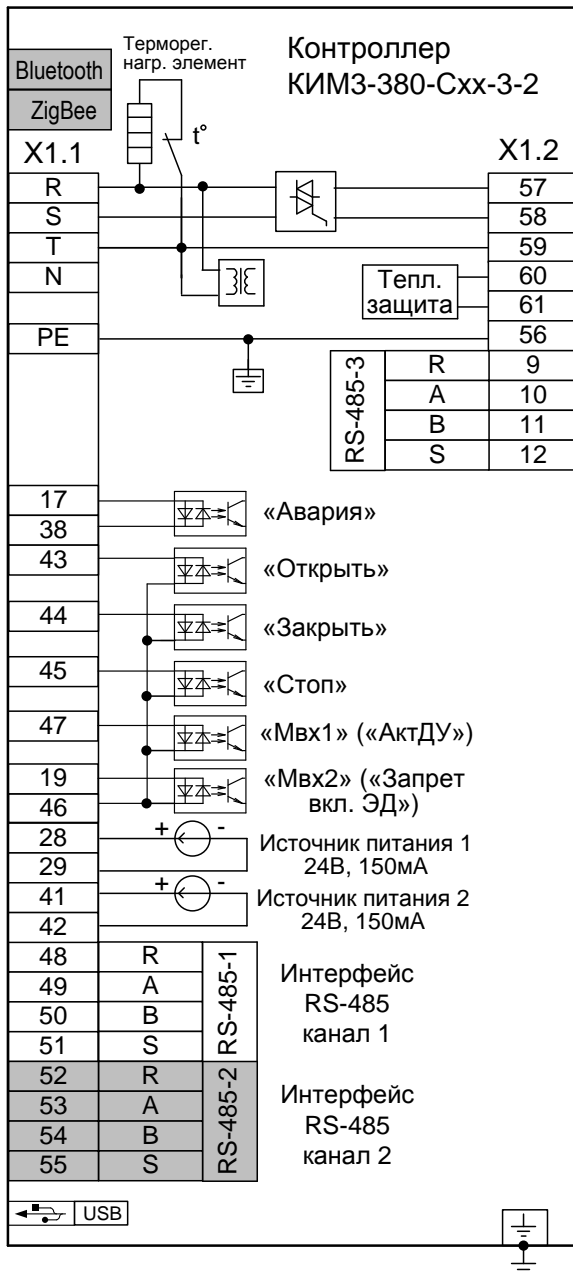 Bluetooth
ZigBee
Терморег.
нагр. элемент
Контроллер
КИМ3-380-Схх-3-2
t°
X1.1
X1.2
R
57
S
58
T
59
N
60
Тепл.
защита
61
PE
56
RS-485-3
R
9
A
10
B
11
S
12
17
38
«Авария»
43
«Открыть»
44
«Закрыть»
45
«Стоп»
47
«Мвх1» («АктДУ»)
19
46
«Мвх2» («Запрет
вкл. ЭД»)
28
29
+ -
Источник питания 1
24В, 150мА
41
42
+ -
Источник питания 2
24В, 150мА
48
R
49
A
50
B
51
S
RS-485-1
Интерфейс
RS-485
канал 1
52
R
53
A
54
B
55
S
RS-485-2
Интерфейс
RS-485
канал 2
USB